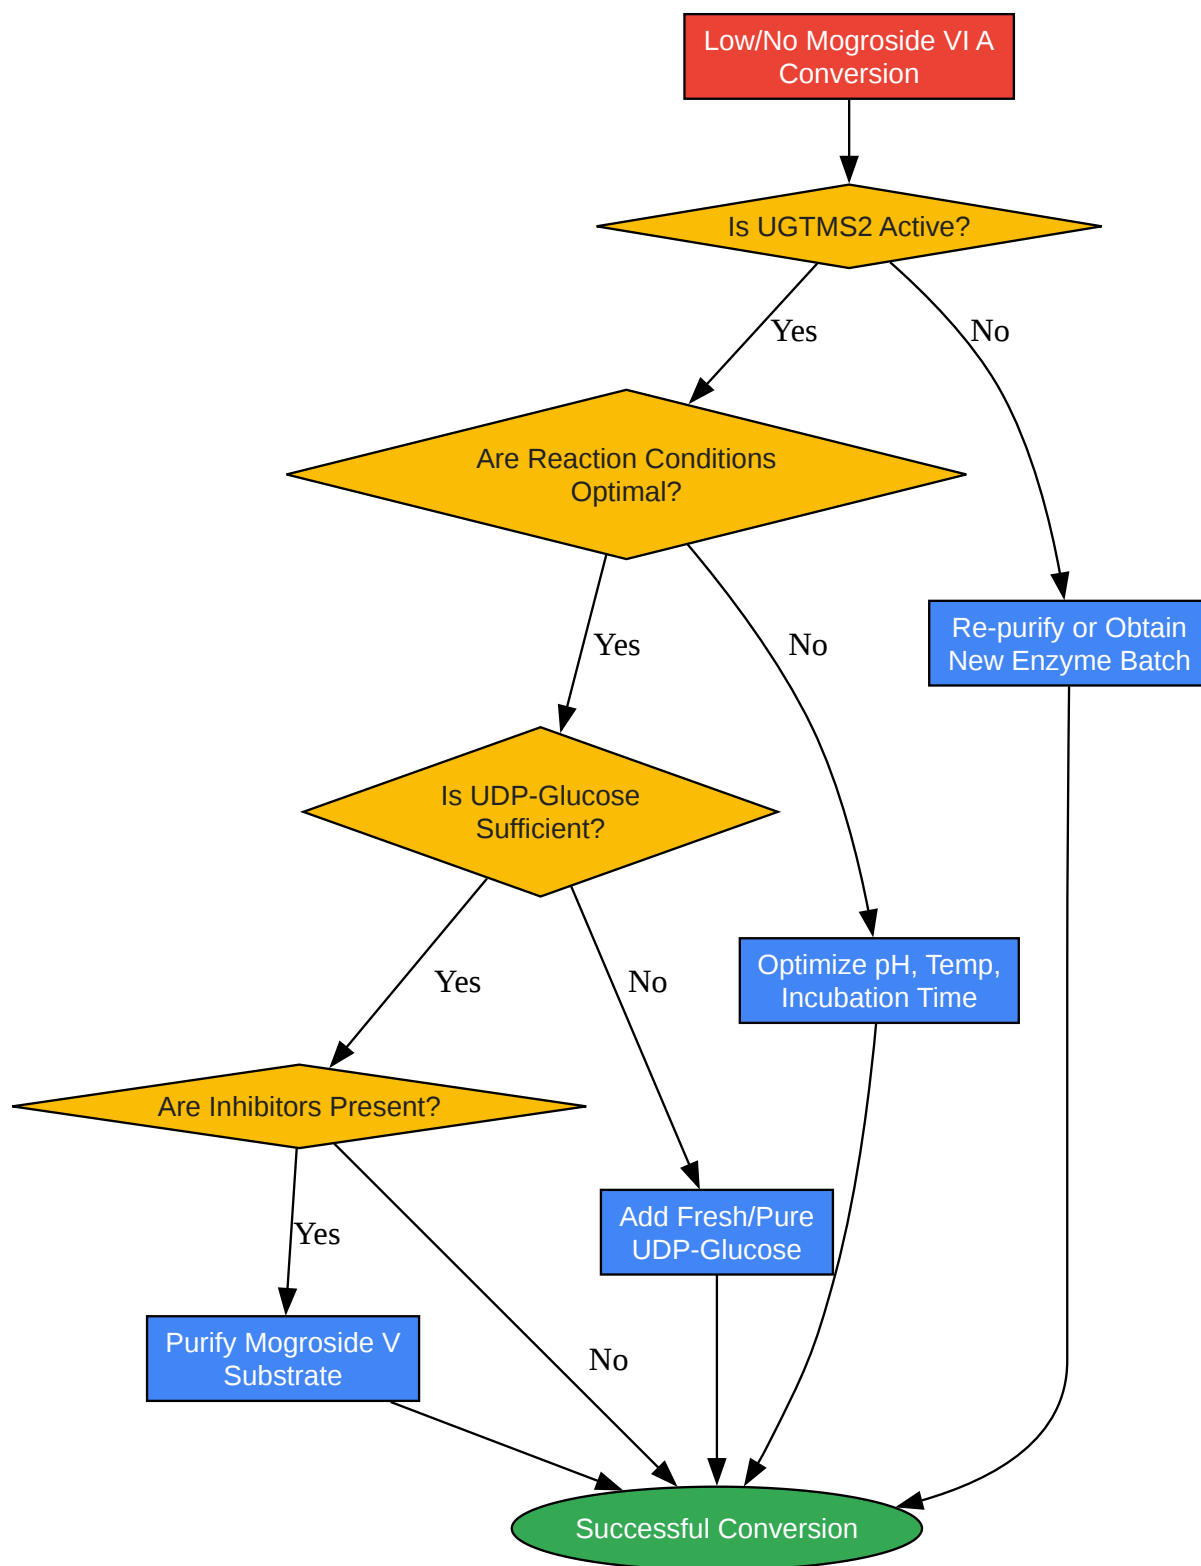 Low/No Mogroside VI A
Conversion
Is UGTMS2 Active?
Yes
No
Are Reaction Conditions
Optimal?
Re-purify or Obtain
New Enzyme Batch
Yes
No
Is UDP-Glucose
Sufficient?
Optimize pH, Temp,
Incubation Time
Yes
No
Are Inhibitors Present?
Add Fresh/Pure
UDP-Glucose
Yes
No
Purify Mogroside V
Substrate
Successful Conversion